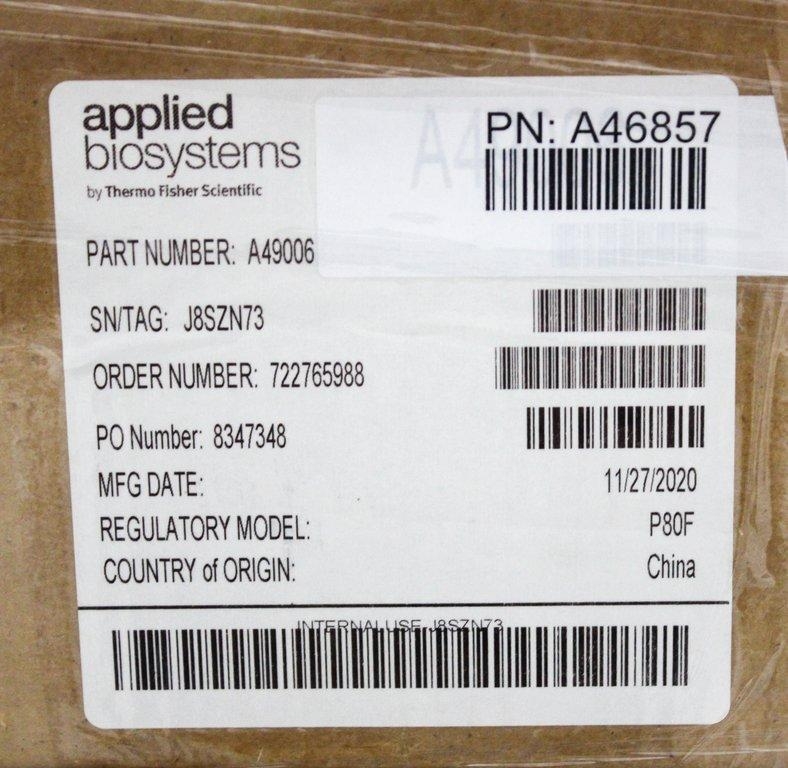 applied
biosystems
by Thermo Fisher Scientific
PN: A46857
PART NUMBER: A49006
SN/TAG: J8SZN73
ORDER NUMBER: 722765988
PO Number: 8347348
MFG DATE: 11/27/2020
REGULATORY MODEL: P80F
COUNTRY of ORIGIN: China
INTERNAL USE J8SZN73